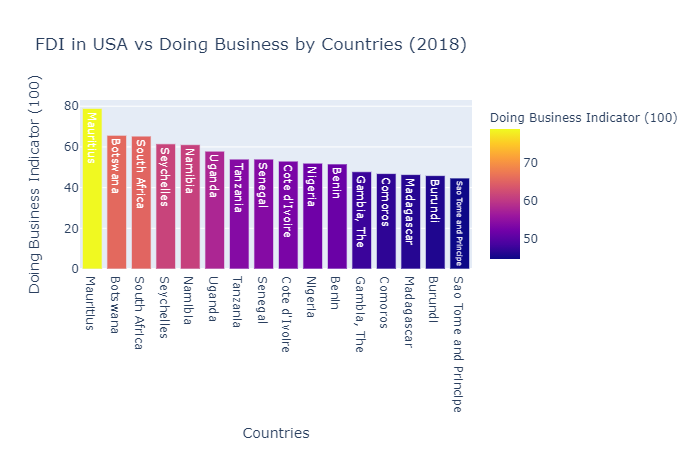 FDI in USA vs Doing Business by Countries (2018)
Doing Business Indicator (100)
80
60
40
20
0
Mauritius
Botswana
South Africa
Seychelles
Namibia
Uganda
Tanzania
Senegal
Cote d'Ivoire
Nigeria
Benin
Gambia, The
Comoros
Madagascar
Burundi
Sao Tome and Principe
Mauritius
Botswana
South Africa
Seychelles
Namibia
Uganda
Tanzania
Senegal
Cote d'Ivoire
Nigeria
Benin
Gambia, The
Comoros
Madagascar
Burundi
Sao Tome and Principe
Countries
Doing Business Indicator (100)
70
60
50